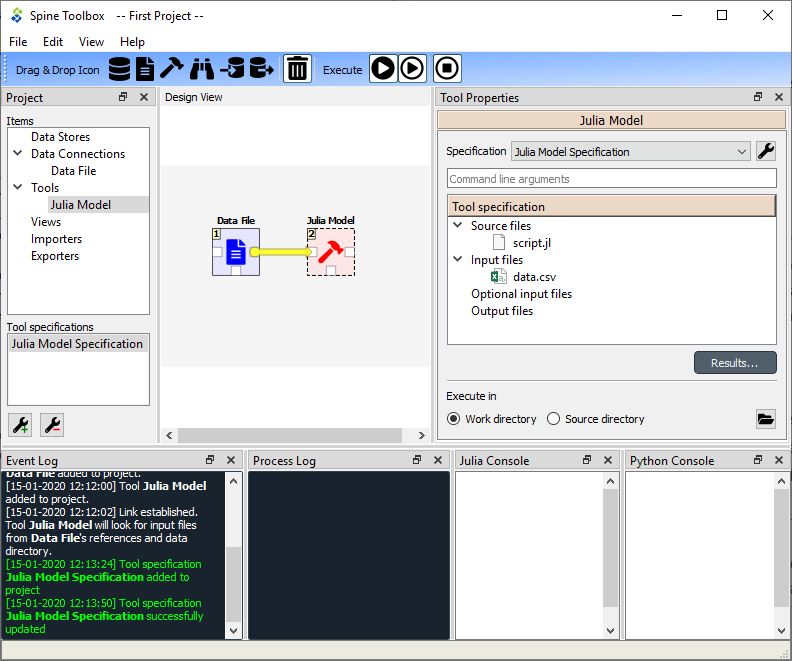 Spine Toolbox -- First Project --
File Edit View Help
Drag & Drop Icon Execute
Project
Items
Data Stores
Data Connections
Data File
Tools
Julia Model
Views
Importers
Exporters
Tool specifications
Julia Model Specification
Design View
Data File
1
Julia Model
2
Tool Properties
Julia Model
Specification Julia Model Specification
Command line arguments
Tool specification
Source files
script.jl
Input files
data.csv
Optional input files
Output files
Results...
Execute in
Work directory Source directory
Event Log
Data File added to project.
[15-01-2020 12:12:00] Tool Julia Model
added to project.
[15-01-2020 12:12:02] Link established.
Tool Julia Model will look for input files
from Data File's references and data
directory.
[15-01-2020 12:13:24] Tool specification
Julia Model Specification added to
project
[15-01-2020 12:13:50] Tool specification
Julia Model Specification successfully
updated
Process Log
Julia Console
Python Console